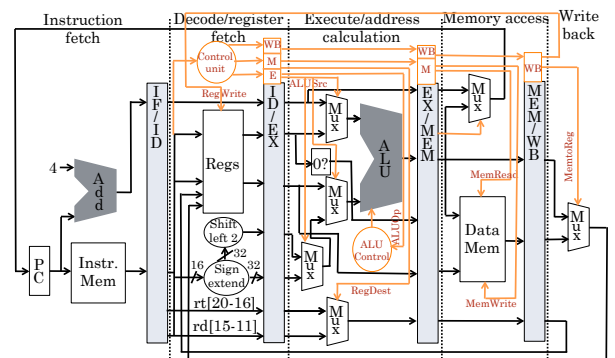 Instruction fetch
Decode/register fetch
Execute/address calculation
Memory access
Write back
Control unit
WB
M
E
WB
M
WB
RegWrite
ALUSrc
IF/ID
ID/EX
EX/MEM
MEM/WB
4
Add
Regs
0?
Mux
Mux
Mux
Mux
Mux
Mux
ALU
ALUOp
ALU Control
MemRead
MemtoReg
Data Mem
MemWrite
PC
Instr. Mem
Shift left 2
32
16
Sign extend
32
RegDest
rt[20-16]
rd[15-11]